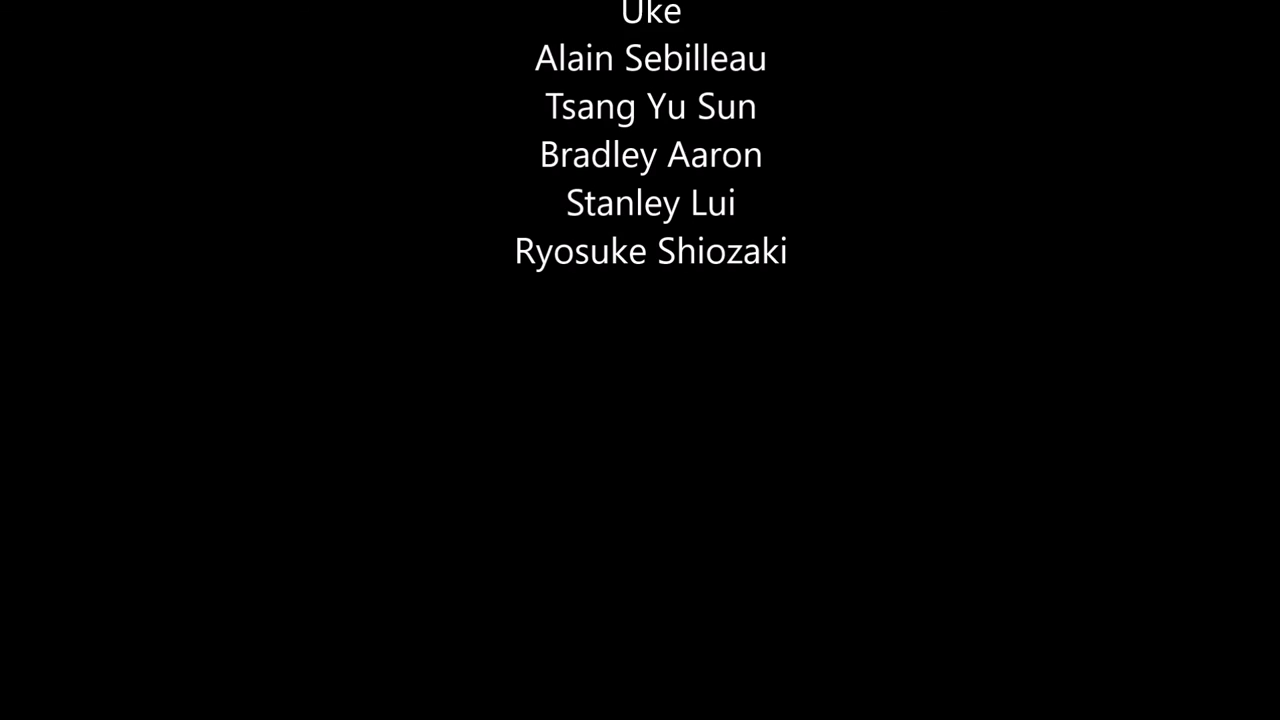 Uke
Alain Sebilleau
Tsang Yu Sun
Bradley Aaron
Stanley Lui
Ryosuke Shiozaki